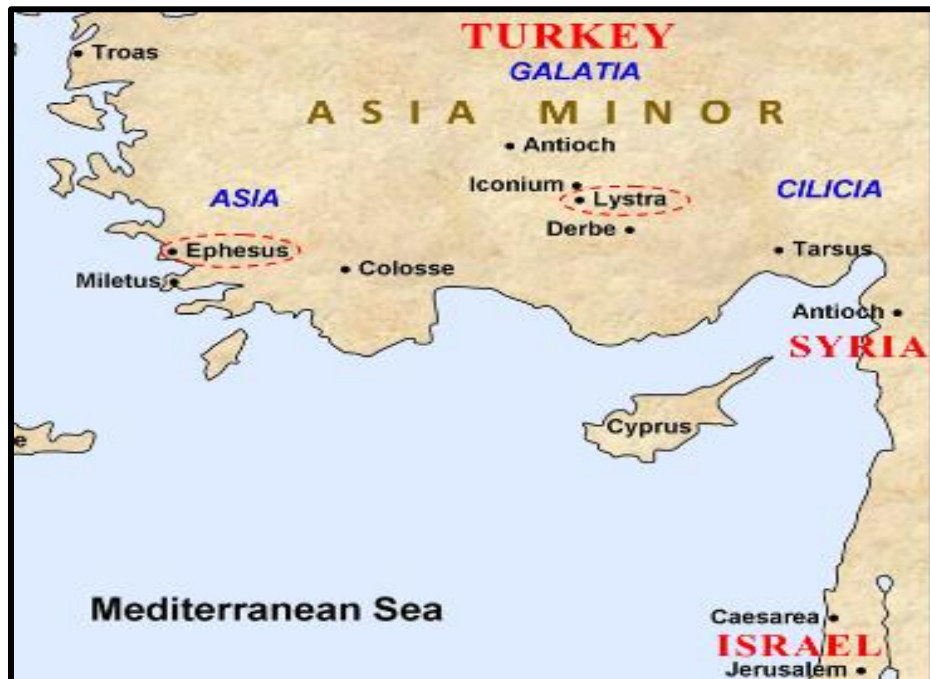 TURKEY
Troas
GALATIA
ASIA MINOR
Antioch
Iconium
Lystra
ASIA
CILICIA
Derbe
Ephesus
Tarsus
Colosse
Miletus
Antioch
SYRIA
Cyprus
e
Mediterranean Sea
Caesarea
ISRAEL
Jerusalem